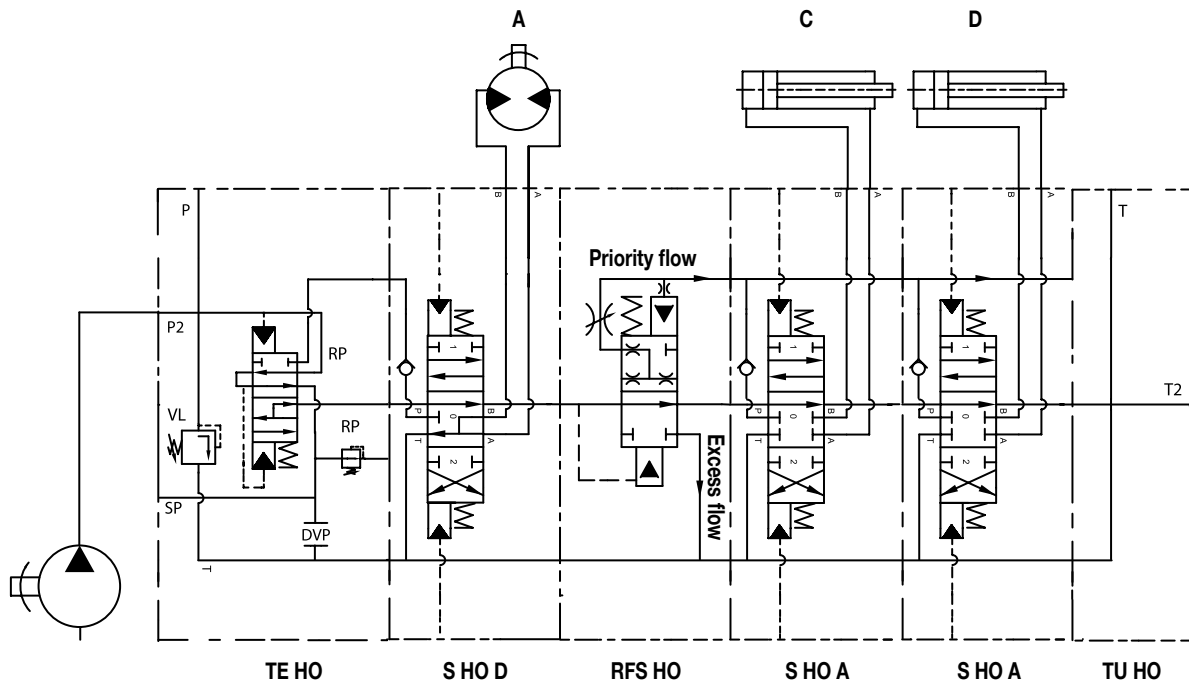 A
C
D
B
A
B
A
B
A
P
T
Priority flow
P2
RP
1
1
1
T2
VL
RP
P
0
B
T
A
P
0
B
T
A
P
0
B
T
A
2
2
2
Excess flow
SP
DVP
T
TE HO
S HO D
RFS HO
S HO A
S HO A
TU HO